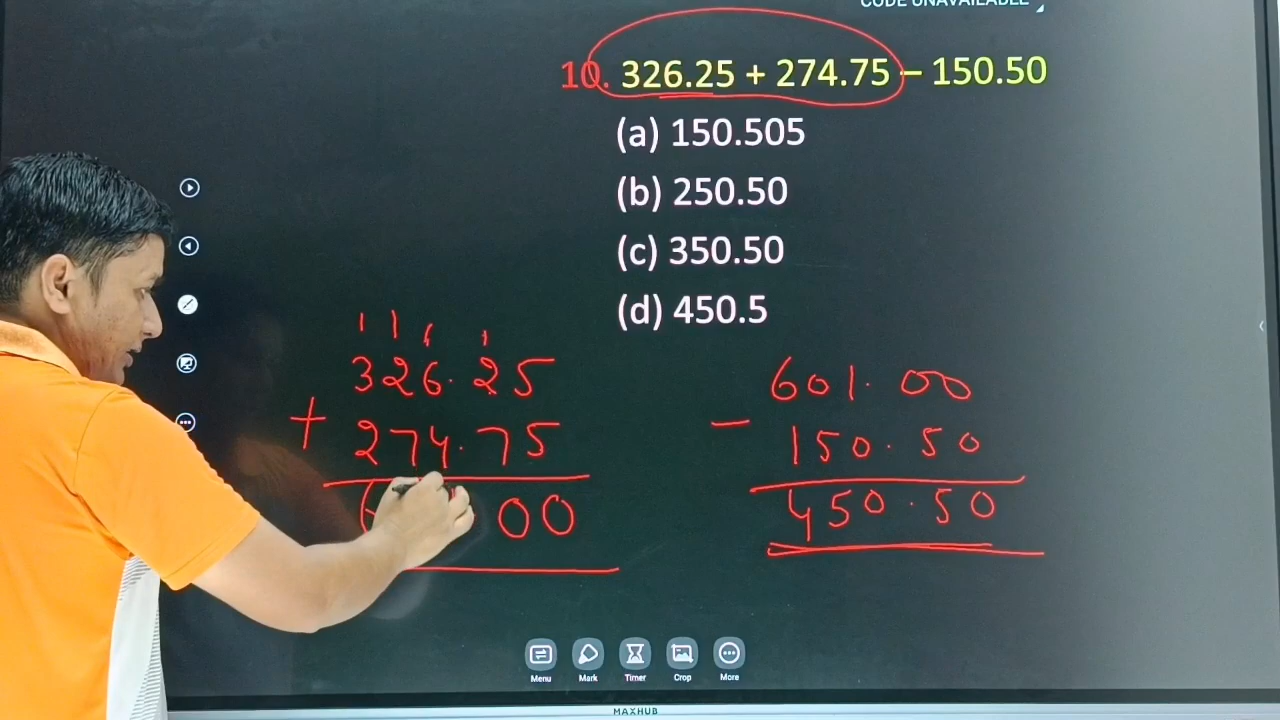 CODE UNAVAILABLE
10. 326.25 + 274.75 – 150.50
(a) 150.505
(b) 250.50
(c) 350.50
(d) 450.5
1 1 1 1
326.25
+ 274.75
00
601.00
– 150.50
450.50
Menu Mark Timer Crop More
MAXHUB